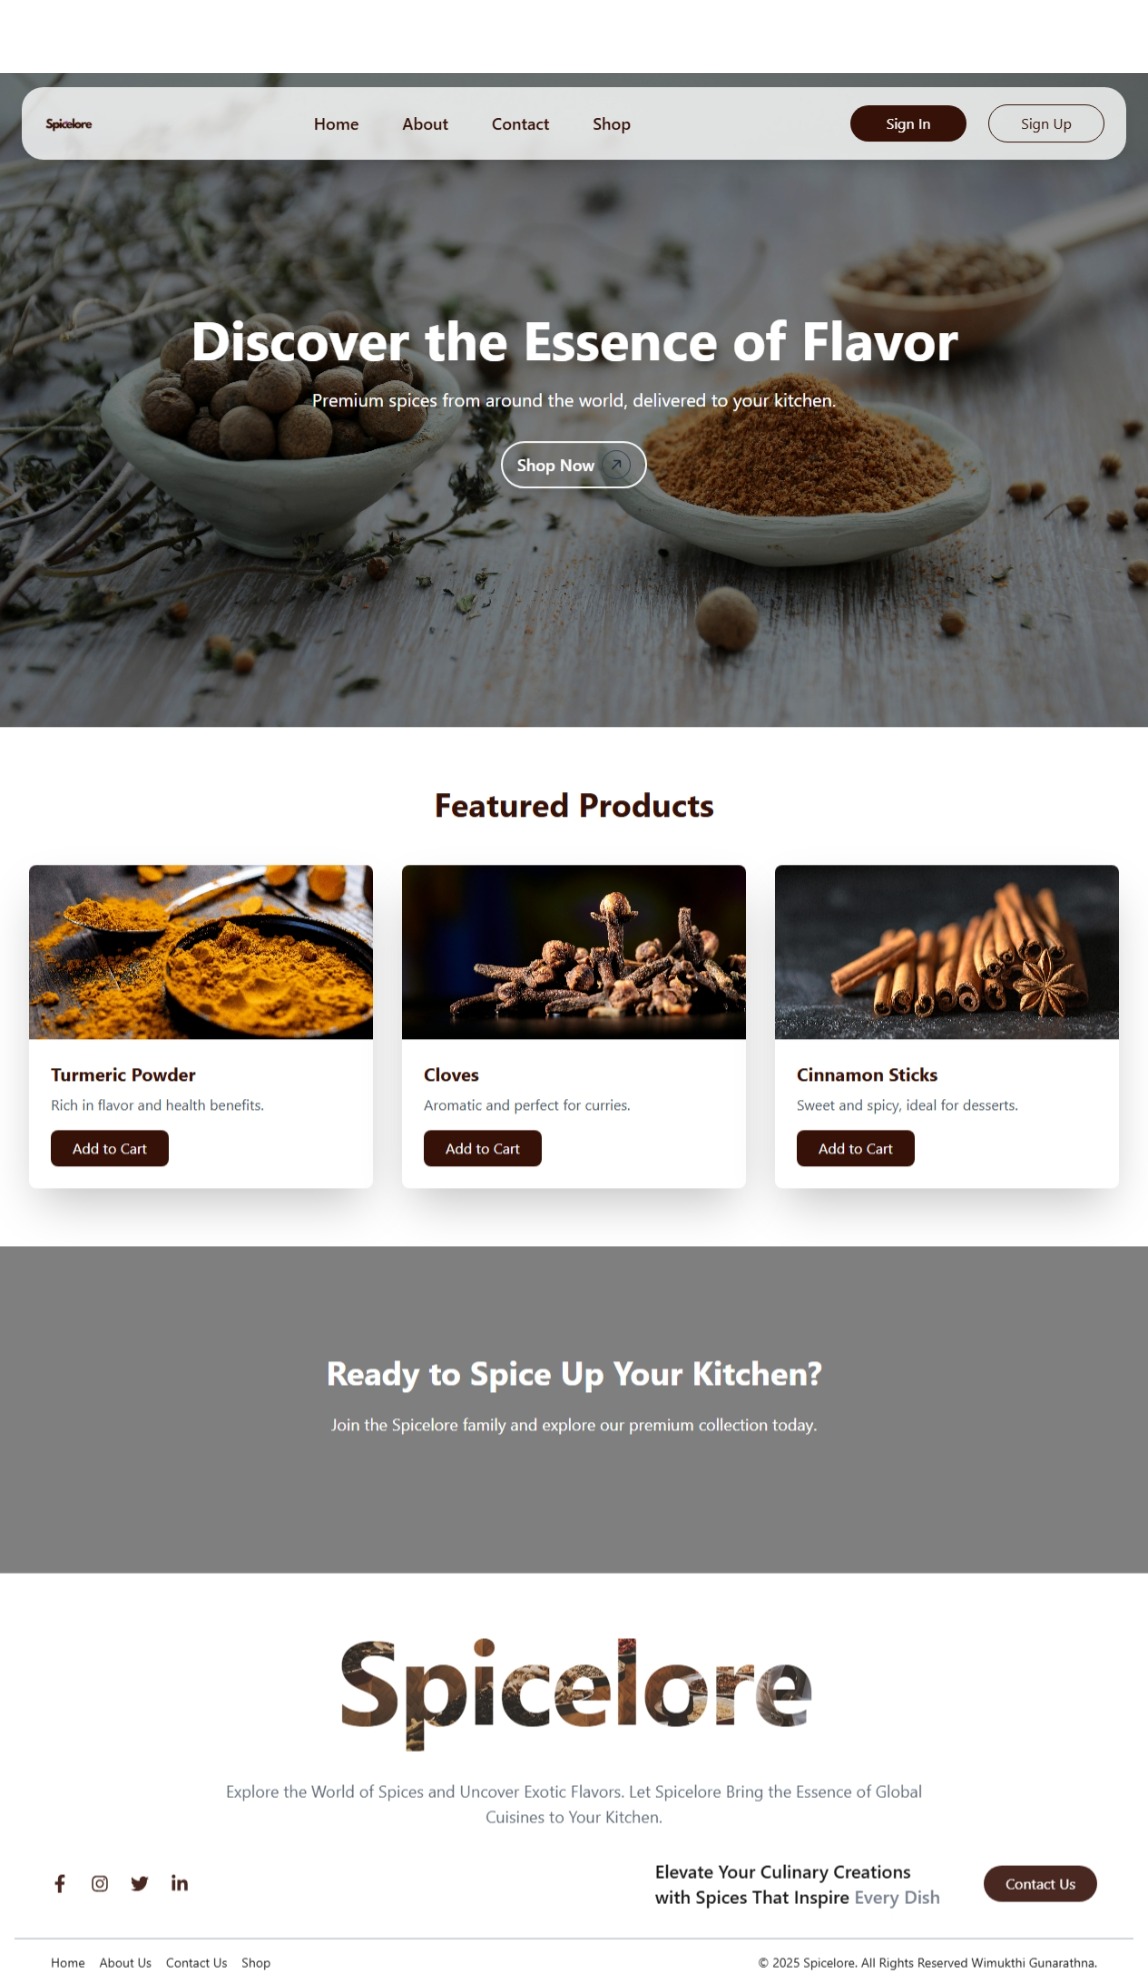 Spicelore
Home
About
Contact
Shop
Sign In
Sign Up
Discover the Essence of Flavor
Premium spices from around the world, delivered to your kitchen.
Shop Now
Featured Products
Turmeric Powder
Rich in flavor and health benefits.
Add to Cart
Cloves
Aromatic and perfect for curries.
Add to Cart
Cinnamon Sticks
Sweet and spicy, ideal for desserts.
Add to Cart
Ready to Spice Up Your Kitchen?
Join the Spicelore family and explore our premium collection today.
Spicelore
Explore the World of Spices and Uncover Exotic Flavors. Let Spicelore Bring the Essence of Global
Cuisines to Your Kitchen.
Elevate Your Culinary Creations
with Spices That Inspire Every Dish
Contact Us
Home
About Us
Contact Us
Shop
© 2025 Spicelore. All Rights Reserved Wimukthi Gunarathna.